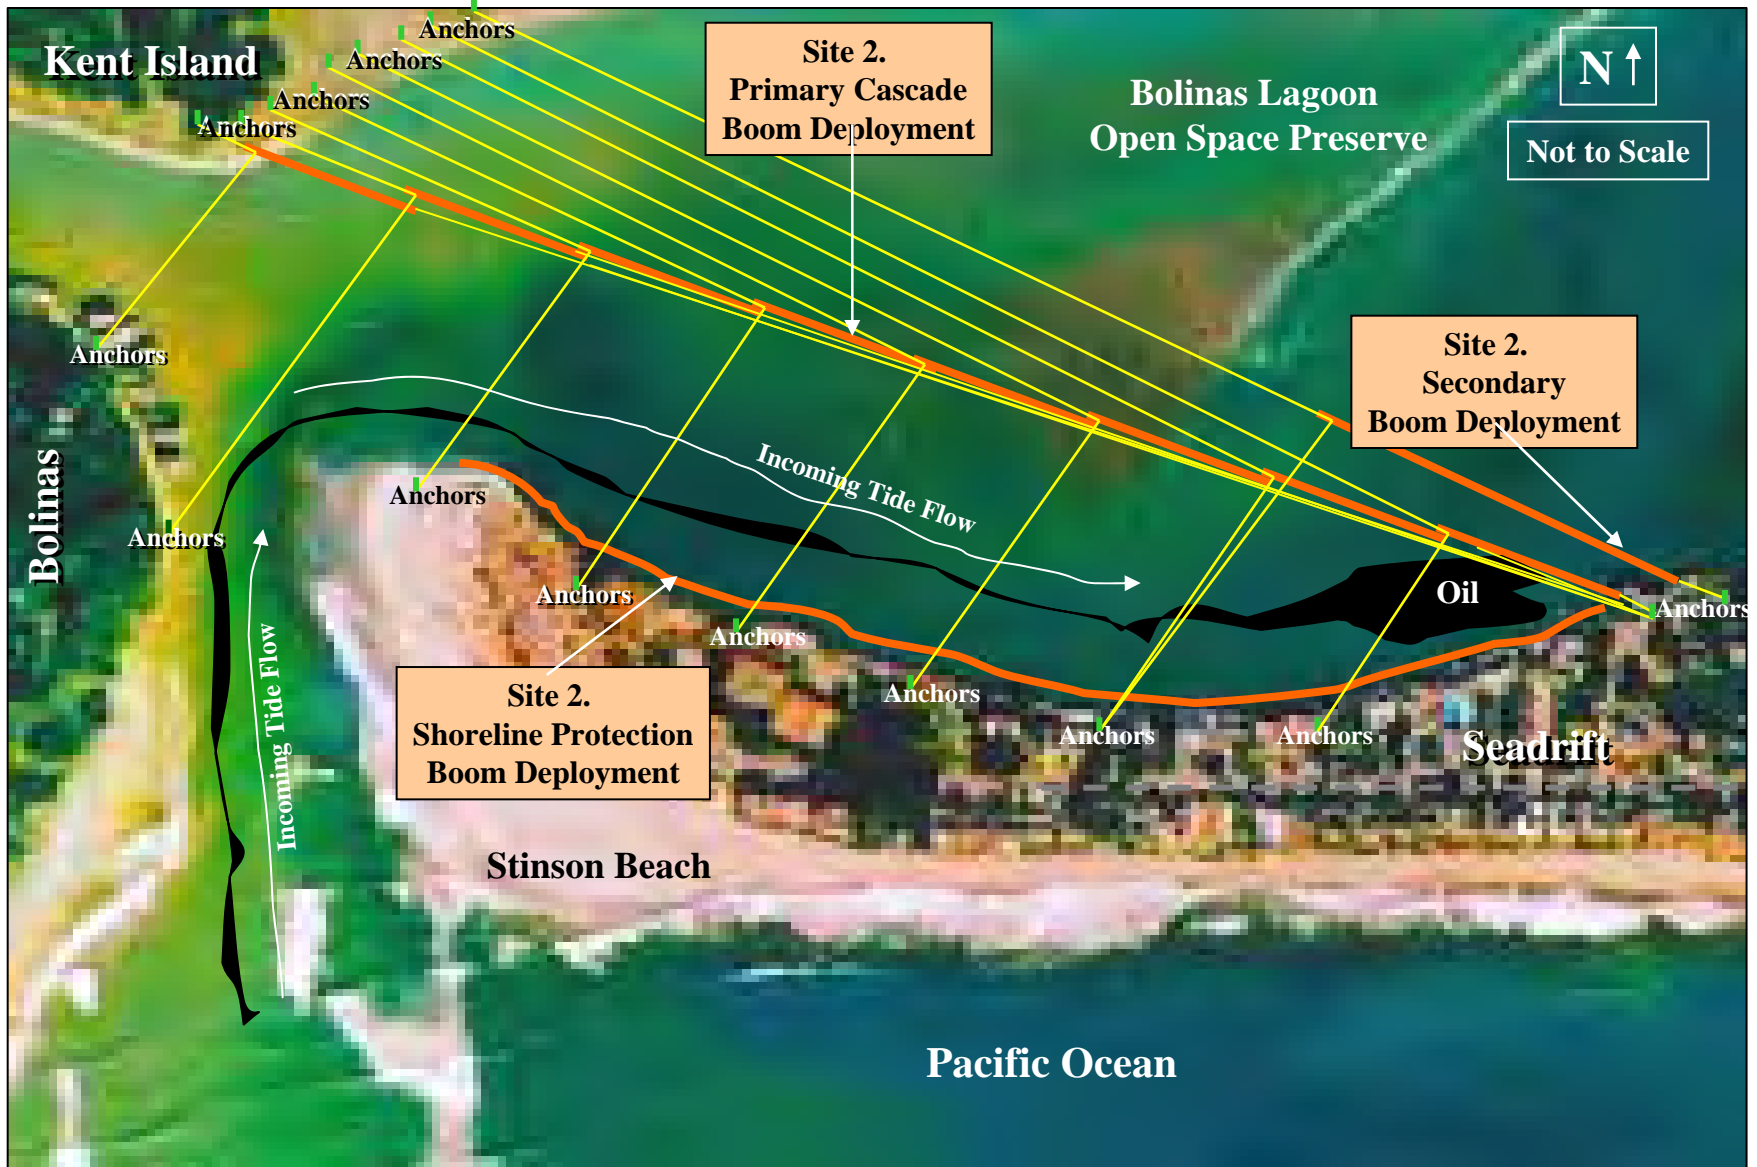 Anchors
Kent Island
Anchors
Anchors
Anchors
Site 2.
Primary Cascade
Boom Deployment
Bolinas Lagoon
Open Space Preserve
N
Not to Scale
Anchors
Site 2.
Secondary
Boom Deployment
Bolinas
Anchors
Anchors
Incoming Tide Flow
Anchors
Oil
Anchors
Anchors
Incoming Tide Flow
Site 2.
Shoreline Protection
Boom Deployment
Anchors
Anchors
Anchors
Seadrift
Stinson Beach
Pacific Ocean